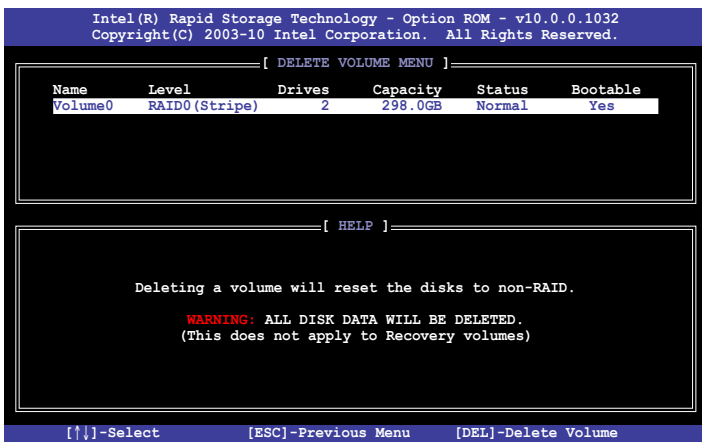 Intel(R) Rapid Storage Technology - Option ROM - v10.0.0.1032
Copyright(C) 2003-10 Intel Corporation. All Rights Reserved.
[ DELETE VOLUME MENU ]
Name Level Drives Capacity Status Bootable
Volume0 RAID0(Stripe) 2 298.0GB Normal Yes
[ HELP ]
Deleting a volume will reset the disks to non-RAID.
WARNING: ALL DISK DATA WILL BE DELETED.
(This does not apply to Recovery volumes)
[↑↓]-Select [ESC]-Previous Menu [DEL]-Delete Volume